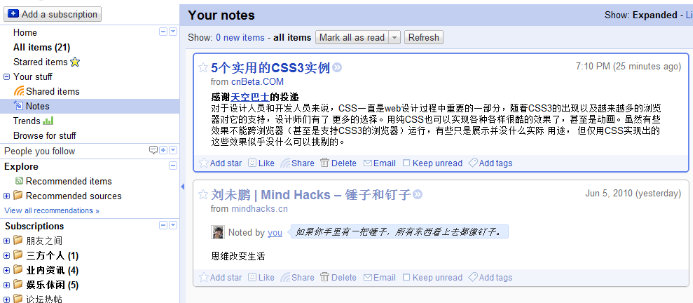 Add a subscription
Home
All items (21)
Starred items
Your stuff
Shared items
Notes
Trends
Browse for stuff
People you follow
Explore
Recommended items
Recommended sources
View all recommendations »
Subscriptions
朋友之间
三方个人 (1)
业内资讯 (4)
娱乐休闲 (5)
论坛热帖
Your notes
Show: Expanded - Li
Show: 0 new items - all items
Mark all as read
Refresh
5个实用的CSS3实例
7:10 PM (25 minutes ago)
from cnBeta.COM
感谢天空巴士的投递
对于设计人员和开发人员来说，CSS一直是web设计过程中重要的一部分，随着CSS3的出现以及越来越多的浏览
器对它的支持，设计师们有了 更多的选择。用纯CSS也可以实现各种各样很酷的效果了，甚至是动画。虽然有些
效果不能跨浏览器（甚至是支持CSS3的浏览器）运行，有些只是展示并没什么实际 用途， 但仅用CSS实现出的
这些效果似乎没什么可以挑剔的。
Add star Like Share Delete Email Keep unread Add tags
刘未鹏 | Mind Hacks – 锤子和钉子
Jun 5, 2010 (yesterday)
from mindhacks.cn
Noted by you
如果你手里有一把锤子，所有东西看上去都像钉子。
思维改变生活
Add star Like Share Delete Email Keep unread Add tags